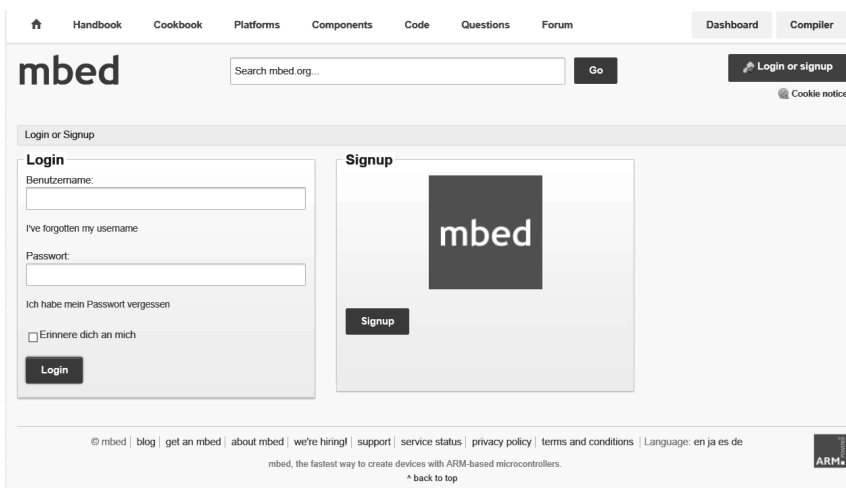 Handbook Cookbook Platforms Components Code Questions Forum Dashboard Compiler
mbed Search mbed.org... Go Login or signup
Cookie notice
Login or Signup
Login
Benutzername:
I've forgotten my username
Passwort:
Ich habe mein Passwort vergessen
Erinnere dich an mich
Login
Signup
mbed
Signup
© mbed | blog | get an mbed | about mbed | we're hiring! | support | service status | privacy policy | terms and conditions | Language: en ja es de
mbed, the fastest way to create devices with ARM-based microcontrollers.
^ back to top
ARM